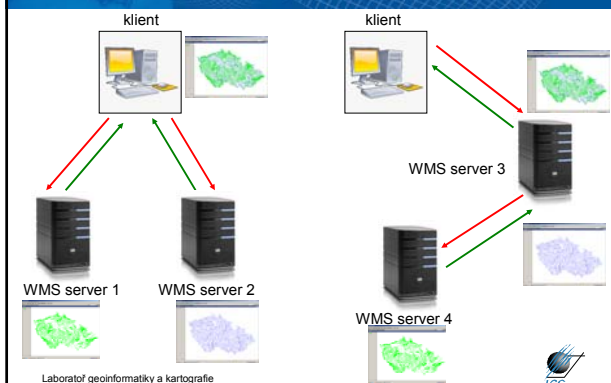 klient
klient
WMS server 3
WMS server 1
WMS server 2
WMS server 4
Laboratoř geoinformatiky a kartografie